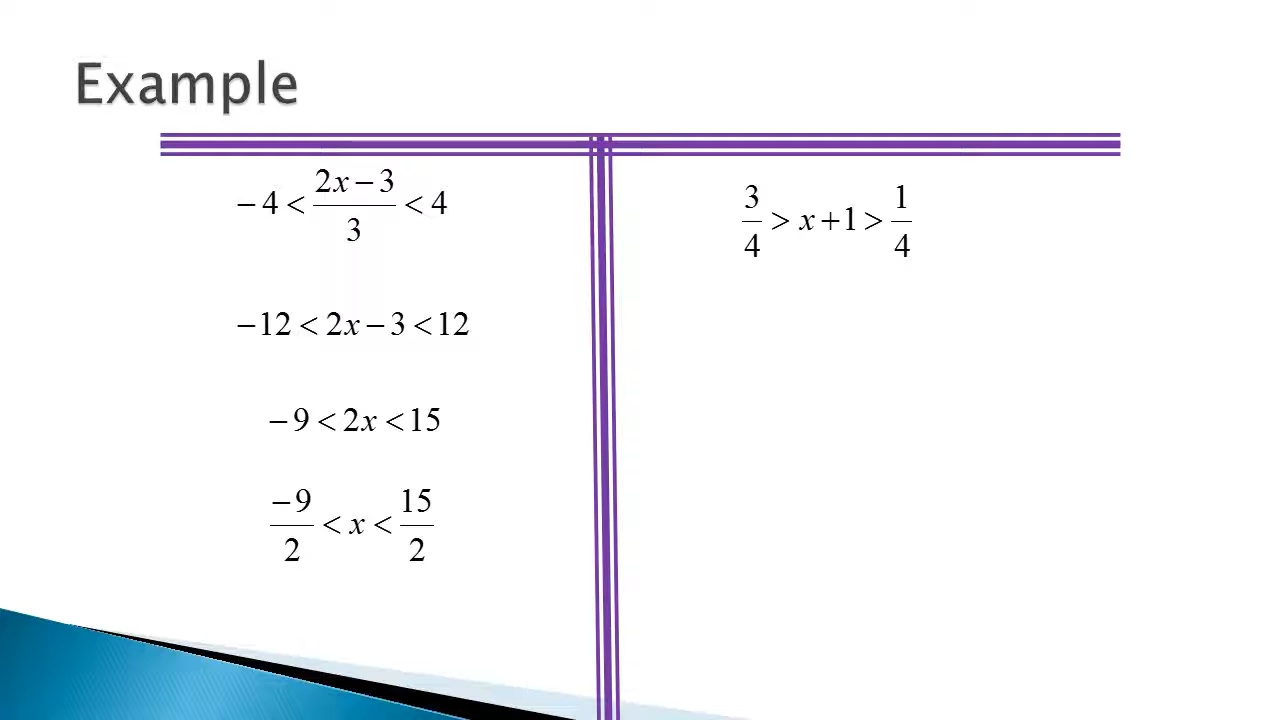 Example
− 4 < (2x − 3)/3 < 4
−12 < 2x − 3 < 12
− 9 < 2x < 15
−9/2 < x < 15/2
3/4 > x + 1 > 1/4